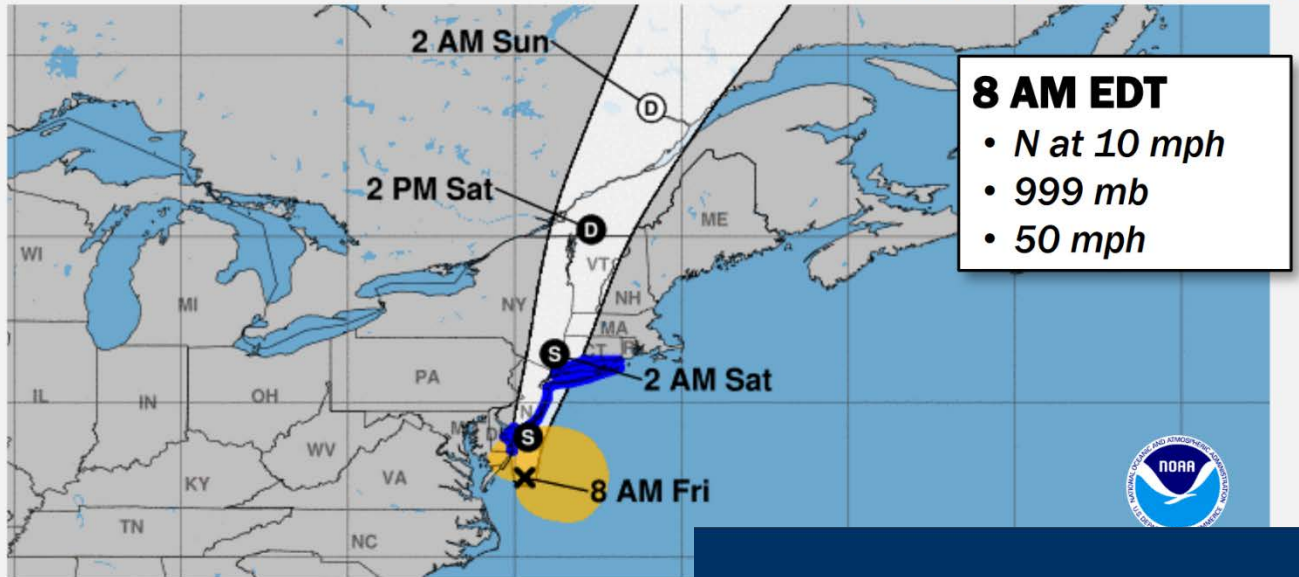 2 AM Sun
D
8 AM EDT
• N at 10 mph
• 999 mb
• 50 mph
2 PM Sat
D
ME
WI
VT
MI
NY
NH
MA
S
CT
2 AM Sat
PA
IL
IN
OH
N
S
WV
VA
KY
8 AM Fri
NOAA
TN
NC